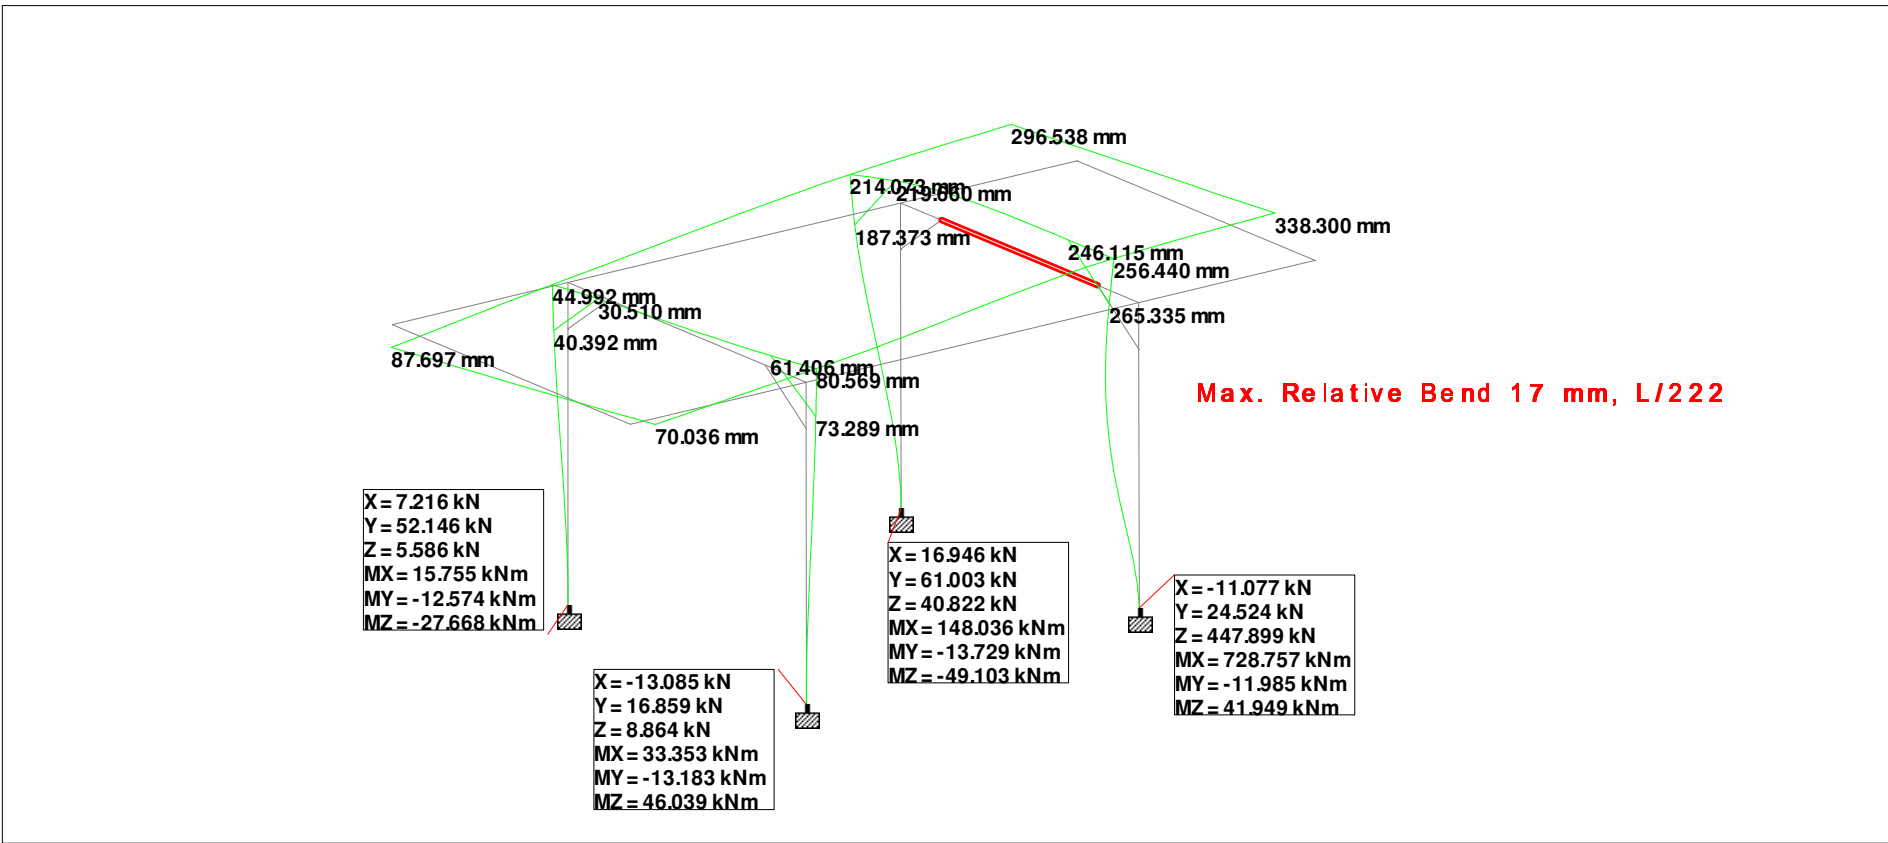 296.538 mm
214.073 mm
219.660 mm
338.300 mm
187.373 mm
246.115 mm
256.440 mm
44.992 mm
30.510 mm
265.335 mm
40.392 mm
87.697 mm
61.406 mm
80.569 mm
Max. Relative Bend 17 mm, L/222
73.289 mm
70.036 mm
X = 7.216 kN
Y = 52.146 kN
Z = 5.586 kN
MX = 15.755 kNm
MY = -12.574 kNm
MZ = -27.668 kNm
X = 16.946 kN
Y = 61.003 kN
Z = 40.822 kN
MX = 148.036 kNm
MY = -13.729 kNm
MZ = -49.103 kNm
X = -11.077 kN
Y = 24.524 kN
Z = 447.899 kN
MX = 728.757 kNm
MY = -11.985 kNm
MZ = 41.949 kNm
X = -13.085 kN
Y = 16.859 kN
Z = 8.864 kN
MX = 33.353 kNm
MY = -13.183 kNm
MZ = 46.039 kNm